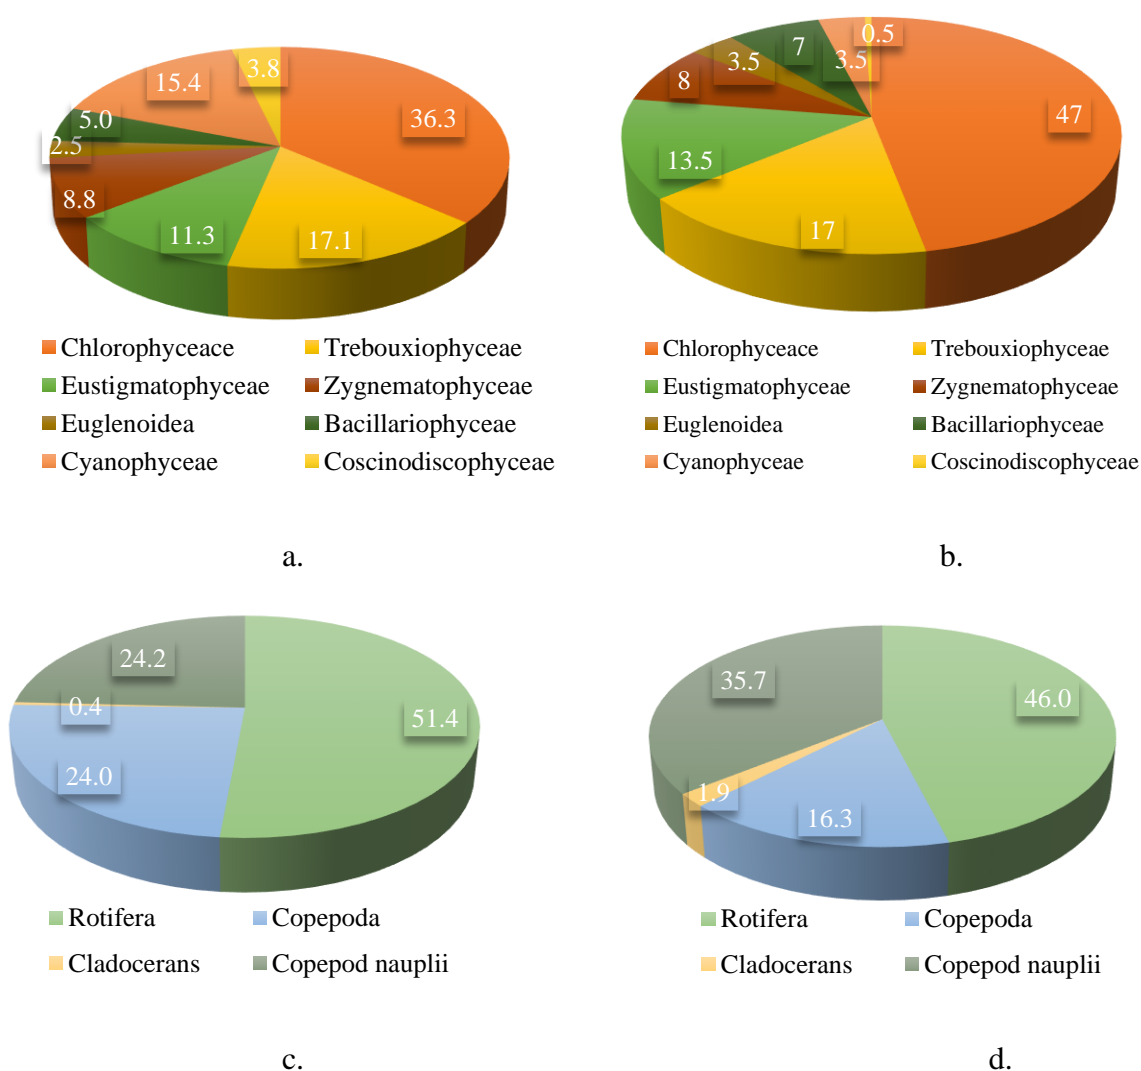 3.8
15.4
36.3
5.0
2.5
8.8
11.3
17.1
Chlorophyceace
Trebouxiophyceae
Eustigmatophyceae
Zygnematophyceae
Euglenoidea
Bacillariophyceae
Cyanophyceae
Coscinodiscophyceae
a.
0.5
7
3.5
3.5
8
47
13.5
17
Chlorophyceace
Trebouxiophyceae
Eustigmatophyceae
Zygnematophyceae
Euglenoidea
Bacillariophyceae
Cyanophyceae
Coscinodiscophyceae
b.
24.2
0.4
51.4
24.0
Rotifera
Copepoda
Cladocerans
Copepod nauplii
c.
35.7
46.0
1.9
16.3
Rotifera
Copepoda
Cladocerans
Copepod nauplii
d.